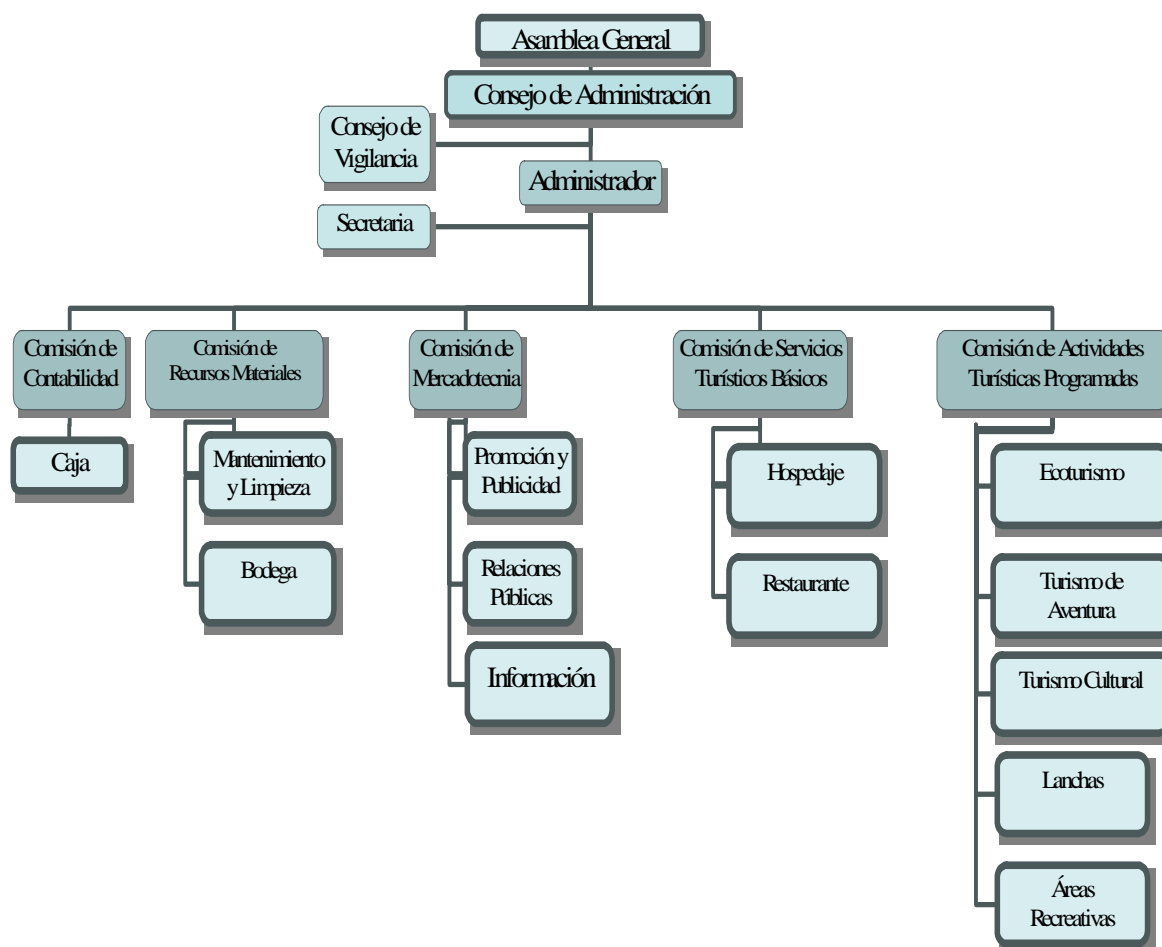 Asamblea General
Consejo de Administración
Consejo de
Vigilancia
Administrador
Secretaria
Comisión de
Contabilidad
Comisión de
Recursos Materiales
Comisión de
Mercadotecnia
Comisión de Servicios
Turísticos Básicos
Comisión de Actividades
Turísticas Programadas
Caja
Mantenimiento
y Limpieza
Bodega
Promoción y
Publicidad
Relaciones
Públicas
Información
Hospedaje
Restaurante
Ecoturismo
Turismo de
Aventura
Turismo Cultural
Lanchas
Áreas
Recreativas